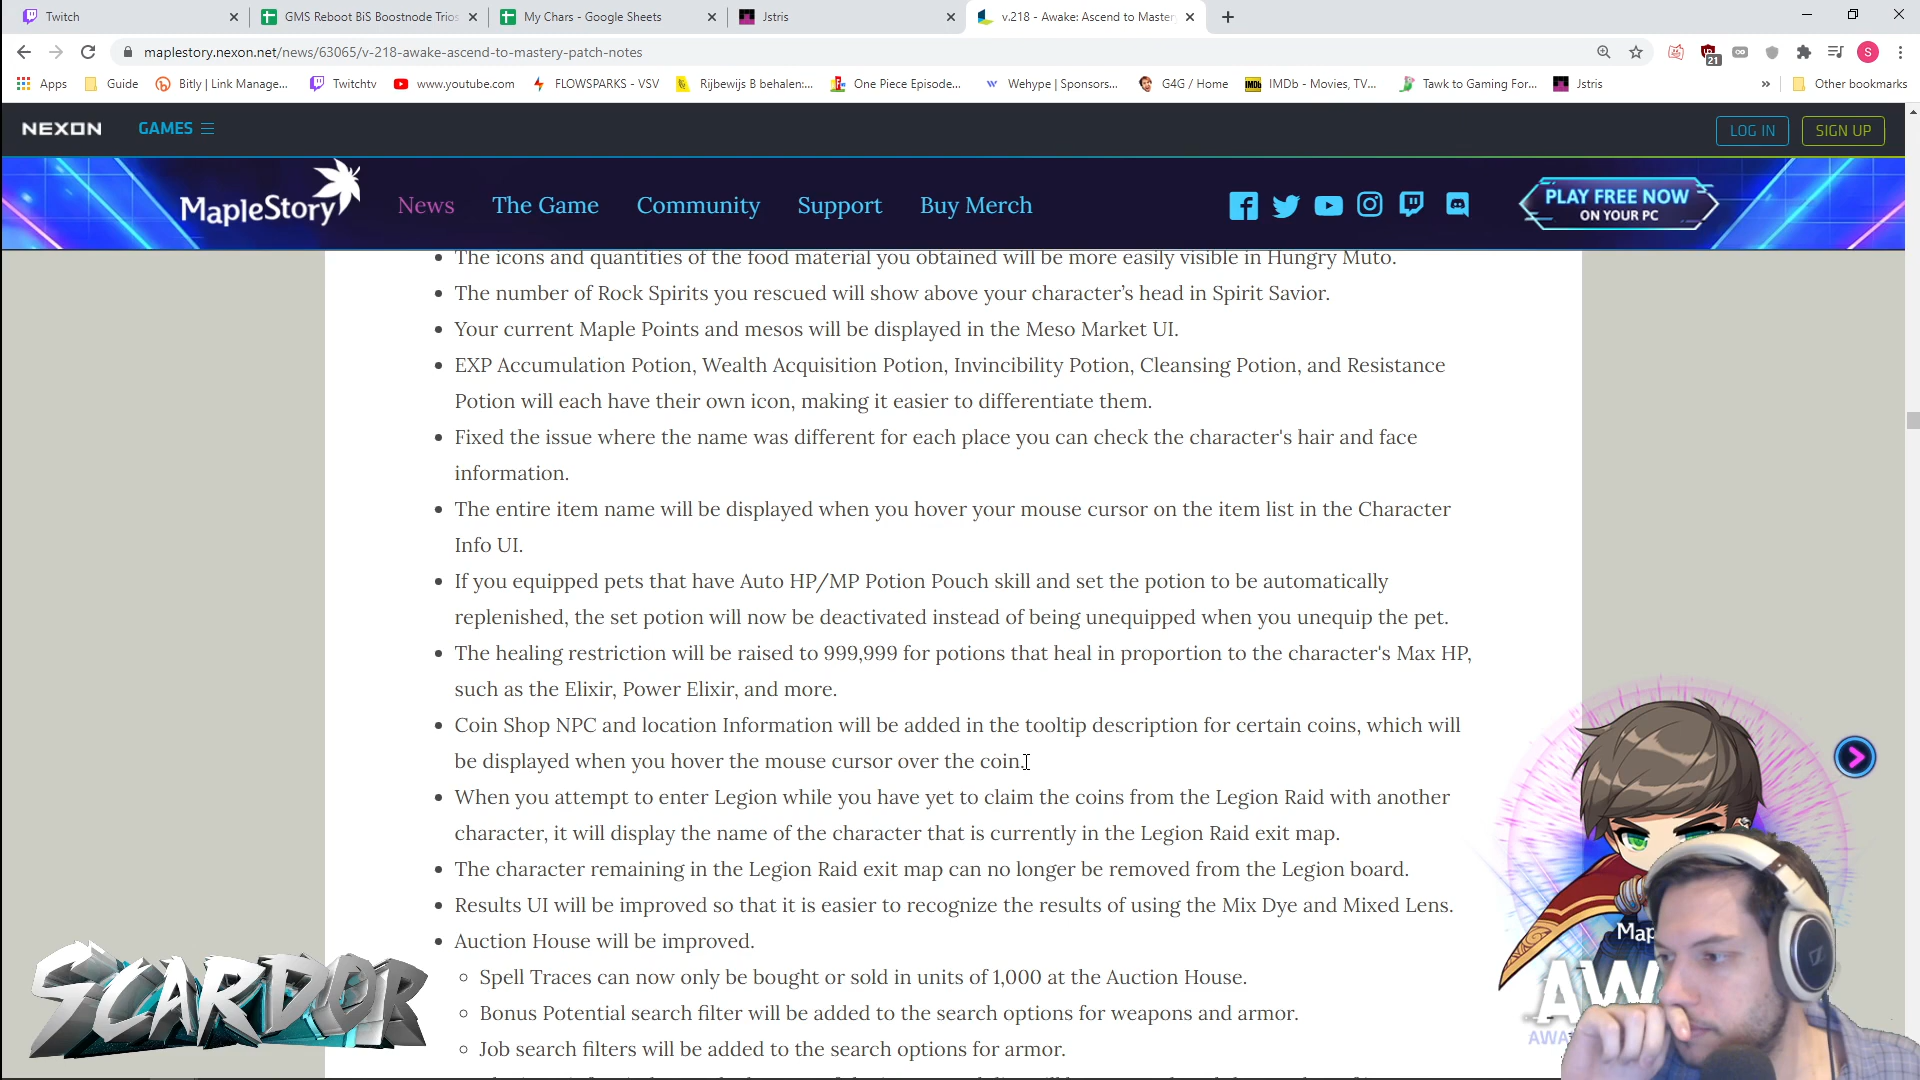 Twitch
GMS Reboot BiS Boostnode Trios
My Chars - Google Sheets
Jstris
v.218 - Awake: Ascend to Master
maplestory.nexon.net/news/63065/v-218-awake-ascend-to-mastery-patch-notes
21
S
Apps
Guide
Bitly | Link Manage...
Twitchtv
www.youtube.com
FLOWSPARKS - VSV
Rijbewijs B behalen:...
One Piece Episode...
Wehype | Sponsors...
G4G / Home
IMDb - Movies, TV...
Tawk to Gaming For...
Jstris
Other bookmarks
NEXON
GAMES
LOG IN
SIGN UP
MapleStory
News
The Game
Community
Support
Buy Merch
PLAY FREE NOW
ON YOUR PC
The icons and quantities of the food material you obtained will be more easily visible in Hungry Muto.
The number of Rock Spirits you rescued will show above your character’s head in Spirit Savior.
Your current Maple Points and mesos will be displayed in the Meso Market UI.
EXP Accumulation Potion, Wealth Acquisition Potion, Invincibility Potion, Cleansing Potion, and Resistance
Potion will each have their own icon, making it easier to differentiate them.
Fixed the issue where the name was different for each place you can check the character's hair and face
information.
The entire item name will be displayed when you hover your mouse cursor on the item list in the Character
Info UI.
If you equipped pets that have Auto HP/MP Potion Pouch skill and set the potion to be automatically
replenished, the set potion will now be deactivated instead of being unequipped when you unequip the pet.
The healing restriction will be raised to 999,999 for potions that heal in proportion to the character's Max HP,
such as the Elixir, Power Elixir, and more.
Coin Shop NPC and location Information will be added in the tooltip description for certain coins, which will
be displayed when you hover the mouse cursor over the coin.
When you attempt to enter Legion while you have yet to claim the coins from the Legion Raid with another
character, it will display the name of the character that is currently in the Legion Raid exit map.
The character remaining in the Legion Raid exit map can no longer be removed from the Legion board.
Results UI will be improved so that it is easier to recognize the results of using the Mix Dye and Mixed Lens.
Auction House will be improved.
Spell Traces can now only be bought or sold in units of 1,000 at the Auction House.
Bonus Potential search filter will be added to the search options for weapons and armor.
Job search filters will be added to the search options for armor.
SCARDOR
Map
AW
AWA